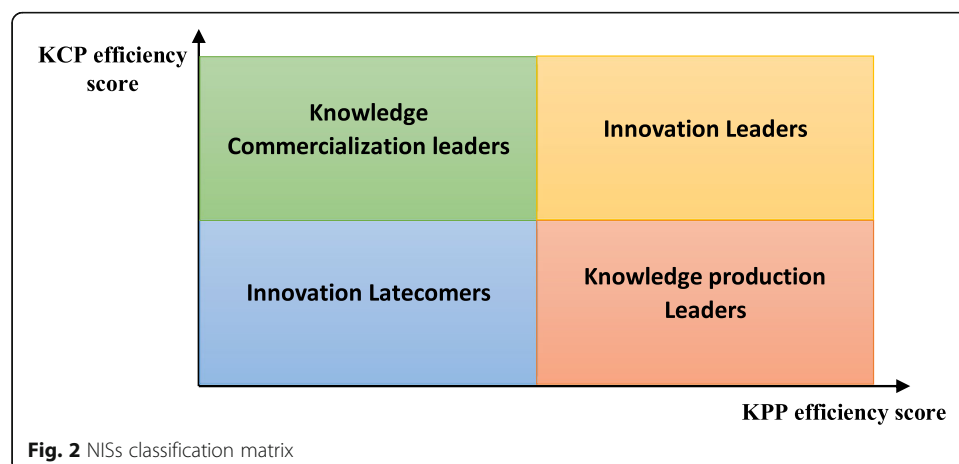 KCP efficiency
score
Knowledge
Commercialization leaders
Innovation Leaders
Innovation Latecomers
Knowledge production
Leaders
KPP efficiency score
Fig. 2 NISs classification matrix